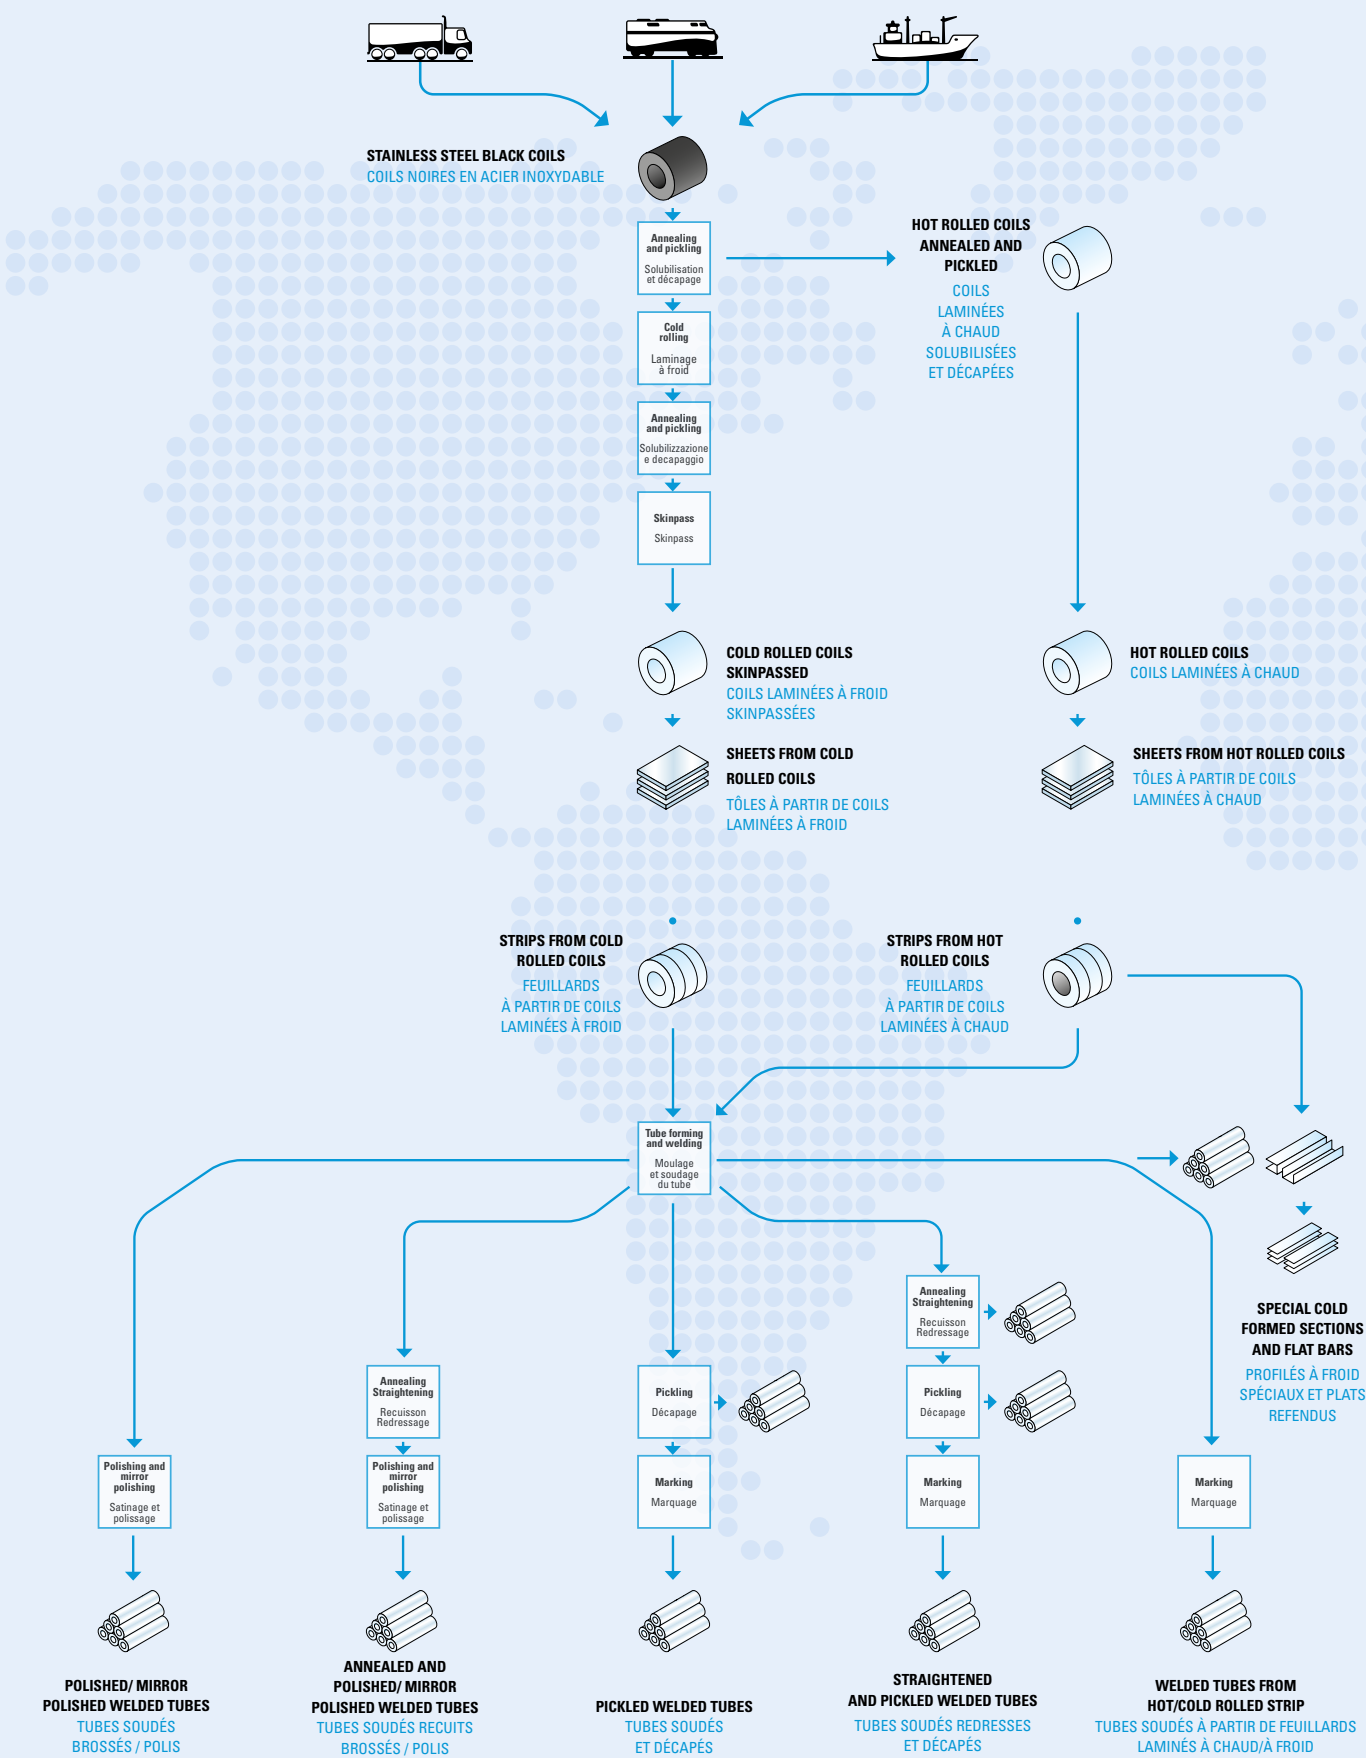 STAINLESS STEEL BLACK COILS
COILS NOIRES EN ACIER INOXYDABLE
Annealing
and pickling
Solubilisation
et décapage
HOT ROLLED COILS
ANNEALED AND
PICKLED
COILS
LAMINÉES
À CHAUD
SOLUBILISÉES
ET DÉCAPÉES
Cold
rolling
Laminage
à froid
Annealing
and pickling
Solubilizzazione
e decapaggio
Skinpass
Skinpass
COLD ROLLED COILS
SKINPASSED
COILS LAMINÉES À FROID
SKINPASSÉES
HOT ROLLED COILS
COILS LAMINÉES À CHAUD
SHEETS FROM COLD
ROLLED COILS
TÔLES À PARTIR DE COILS
LAMINÉES À FROID
SHEETS FROM HOT ROLLED COILS
TÔLES À PARTIR DE COILS
LAMINÉES À CHAUD
STRIPS FROM COLD
ROLLED COILS
FEUILLARDS
À PARTIR DE COILS
LAMINÉES À FROID
STRIPS FROM HOT
ROLLED COILS
FEUILLARDS
À PARTIR DE COILS
LAMINÉES À CHAUD
Tube forming
and welding
Moulage
et soudage
du tube
Annealing
Straightening
Recuisson
Redressage
SPECIAL COLD
FORMED SECTIONS
AND FLAT BARS
PROFILÉS À FROID
SPÉCIAUX ET PLATS
REFENDUS
Annealing
Straightening
Recuisson
Redressage
Pickling
Décapage
Pickling
Décapage
Polishing and
mirror
polishing
Satinage et
polissage
Polishing and
mirror
polishing
Satinage et
polissage
Marking
Marquage
Marking
Marquage
Marking
Marquage
POLISHED/ MIRROR
POLISHED WELDED TUBES
TUBES SOUDÉS
BROSSÉS / POLIS
ANNEALED AND
POLISHED/ MIRROR
POLISHED WELDED TUBES
TUBES SOUDÉS RECUITS
BROSSÉS / POLIS
PICKLED WELDED TUBES
TUBES SOUDÉS
ET DÉCAPÉS
STRAIGHTENED
AND PICKLED WELDED TUBES
TUBES SOUDÉS REDRESSES
ET DÉCAPÉS
WELDED TUBES FROM
HOT/COLD ROLLED STRIP
TUBES SOUDÉS À PARTIR DE FEUILLARDS
LAMINÉS À CHAUD/À FROID